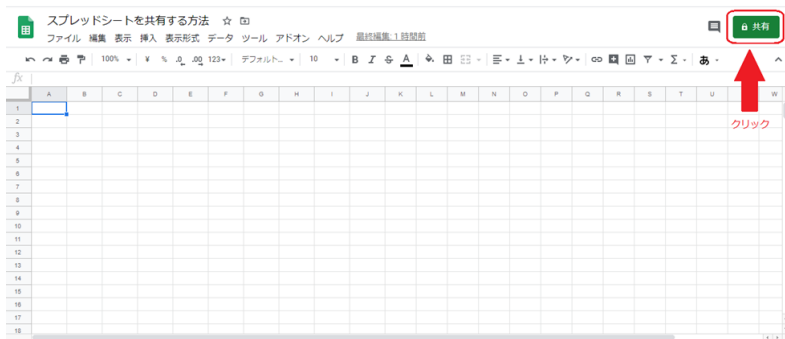 スプレッドシートを共有する方法
共有
ファイル 編集 表示 挿入 表示形式 データ ツール アドオン ヘルプ 最終編集: 1 時間前
100% ¥ % .0 .00 123 デフォルト... 10 B I S A あ
fx
A B C D E F G H I J K L M N O P Q R S T U W
1
クリック
2
3
4
5
6
7
8
9
10
11
12
13
14
15
16
17
18